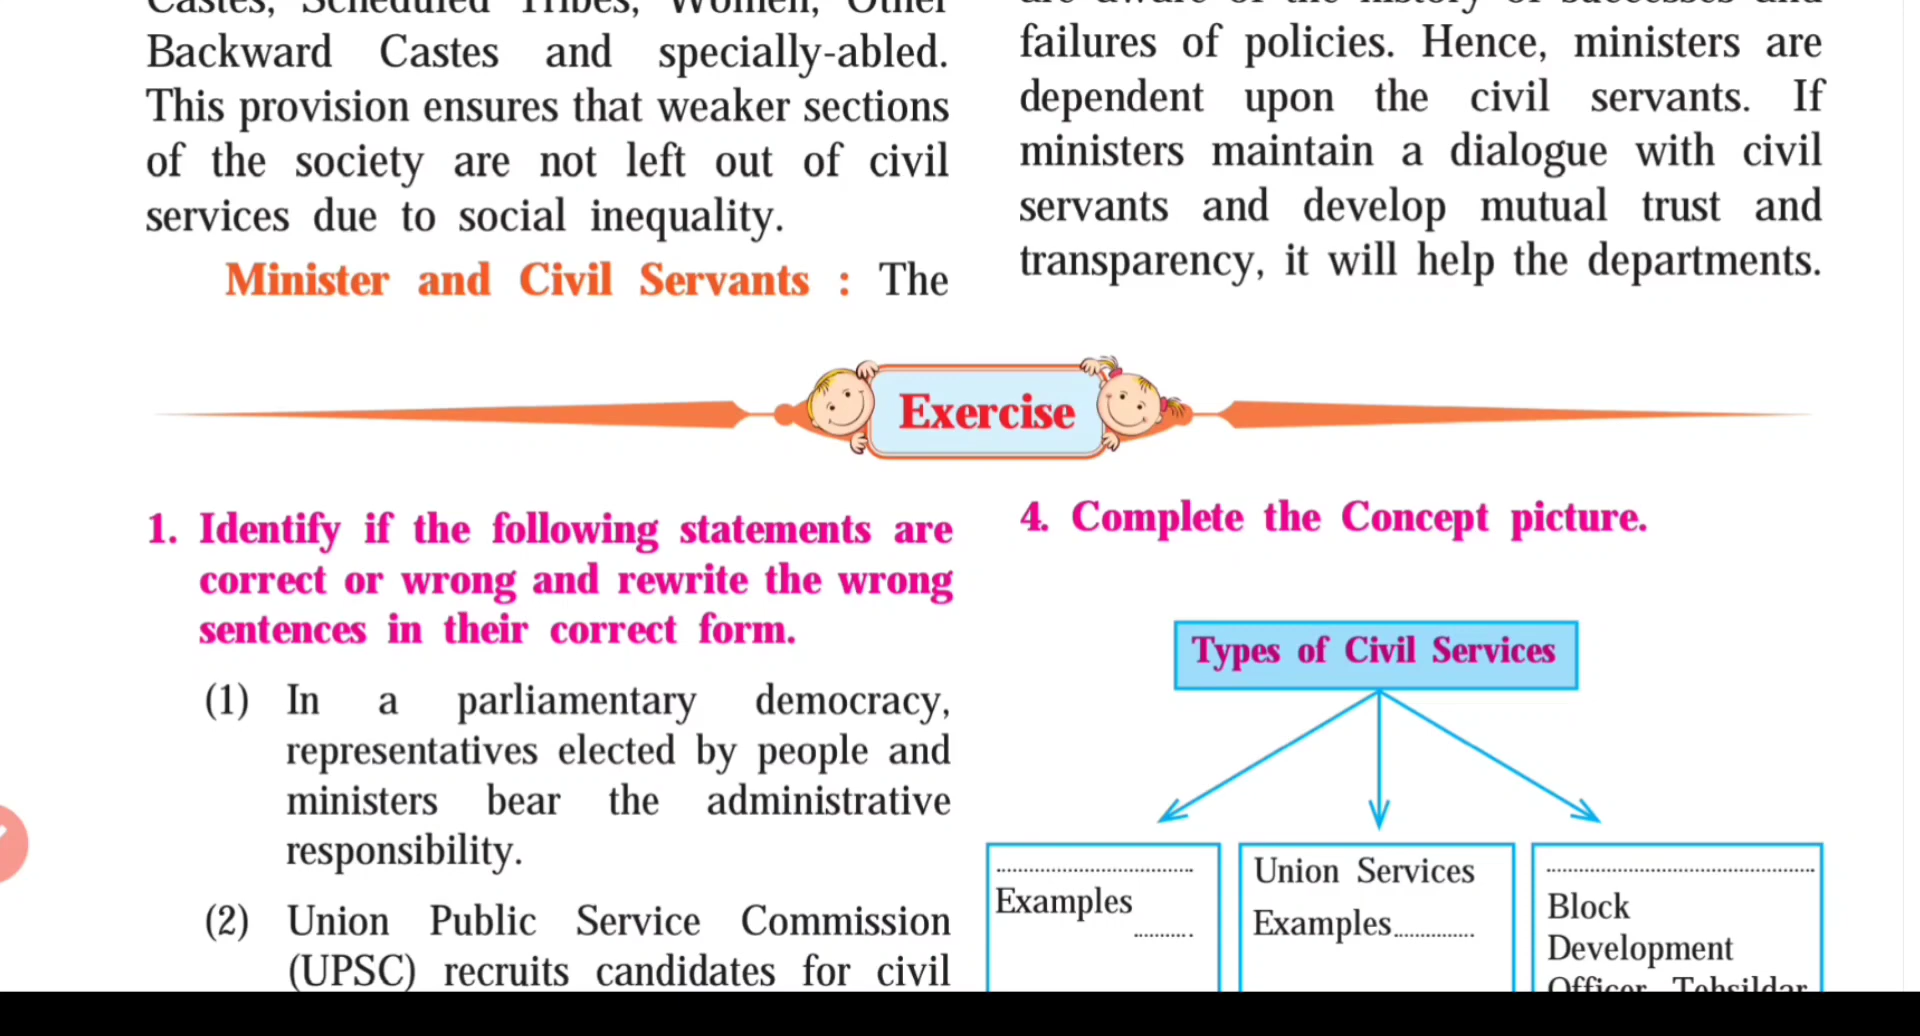 Backward Castes and specially-abled.
This provision ensures that weaker sections
of the society are not left out of civil
services due to social inequality.
Minister and Civil Servants : The
failures of policies. Hence, ministers are
dependent upon the civil servants. If
ministers maintain a dialogue with civil
servants and develop mutual trust and
transparency, it will help the departments.
Exercise
1. Identify if the following statements are
correct or wrong and rewrite the wrong
sentences in their correct form.
(1) In a parliamentary democracy,
representatives elected by people and
ministers bear the administrative
responsibility.
(2) Union Public Service Commission
(UPSC) recruits candidates for civil
4. Complete the Concept picture.
Types of Civil Services
Examples
Union Services
Examples
Block
Development
Officer, Tehsildar